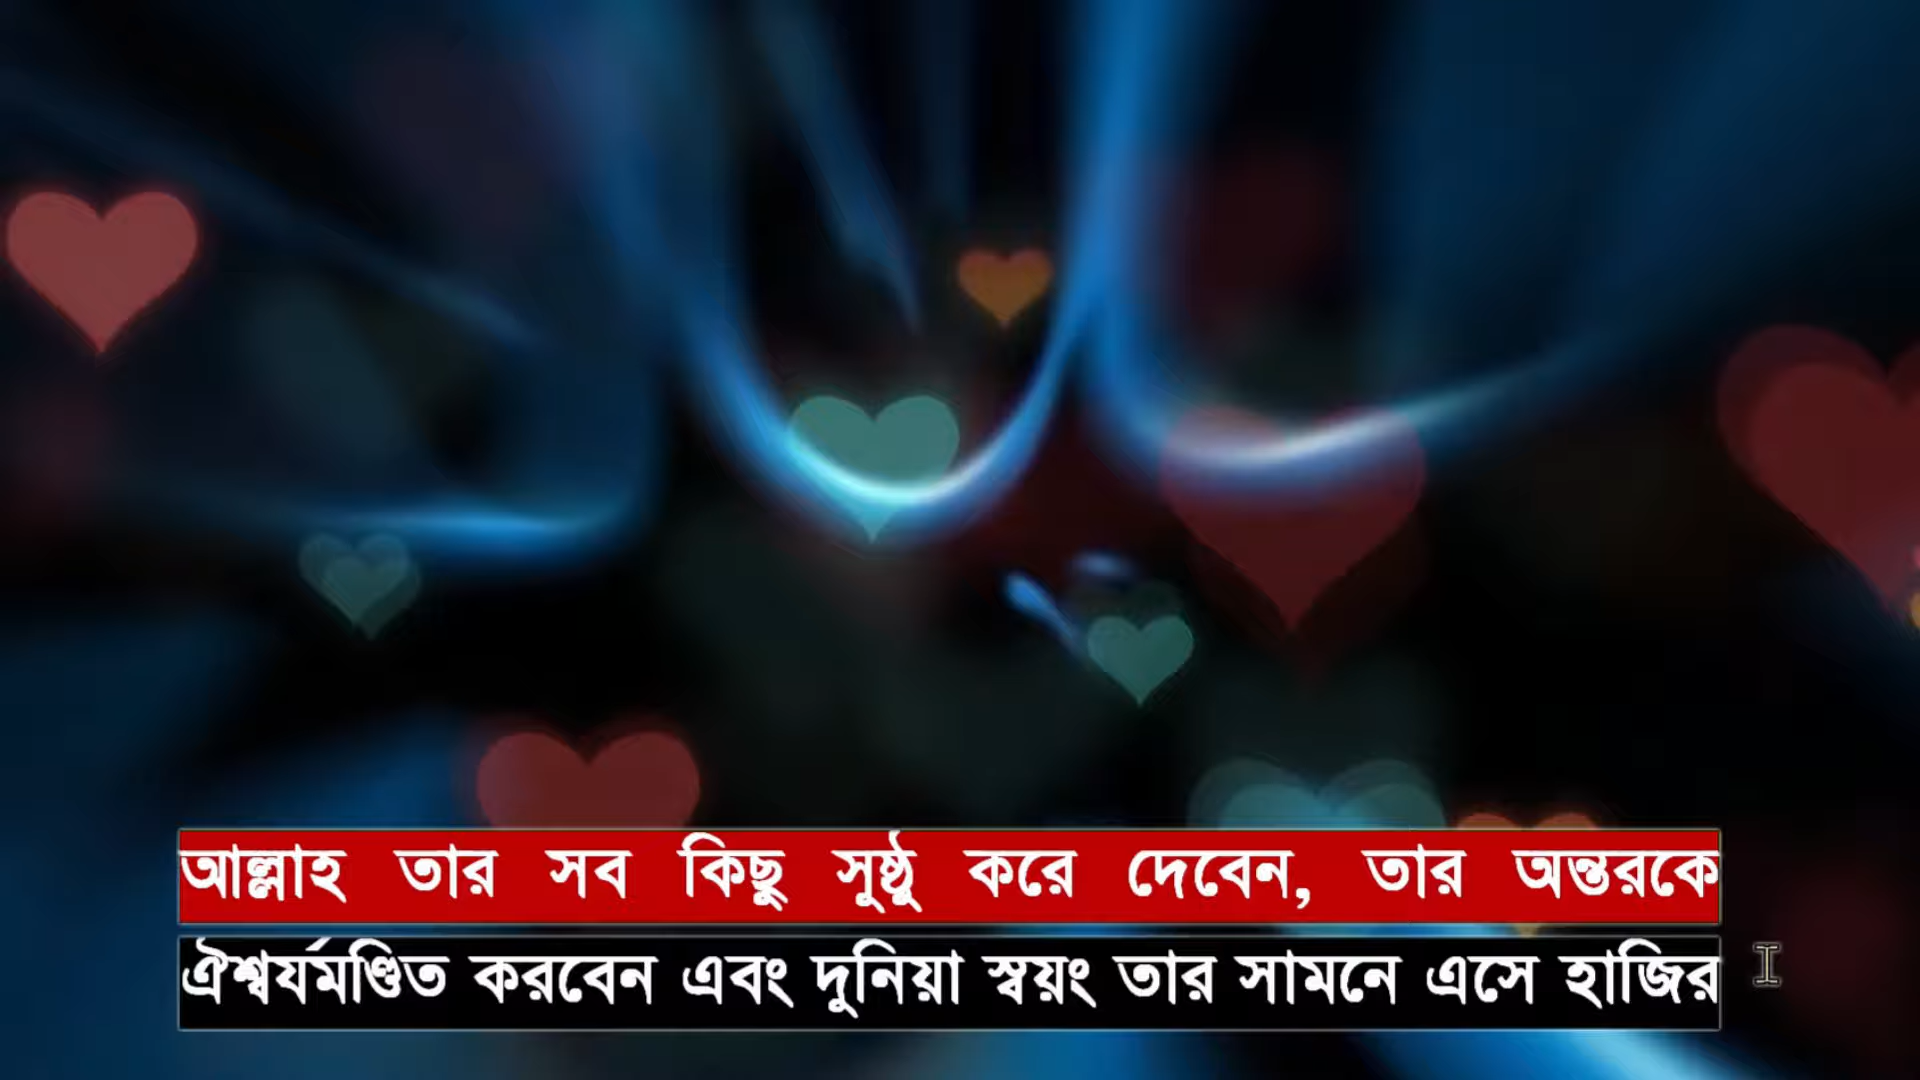 আল্লাহ তার সব কিছু সুষ্ঠু করে দেবেন, তার অন্তরকে
ঐশ্বর্যমণ্ডিত করবেন এবং দুনিয়া স্বয়ং তার সামনে এসে হাজির